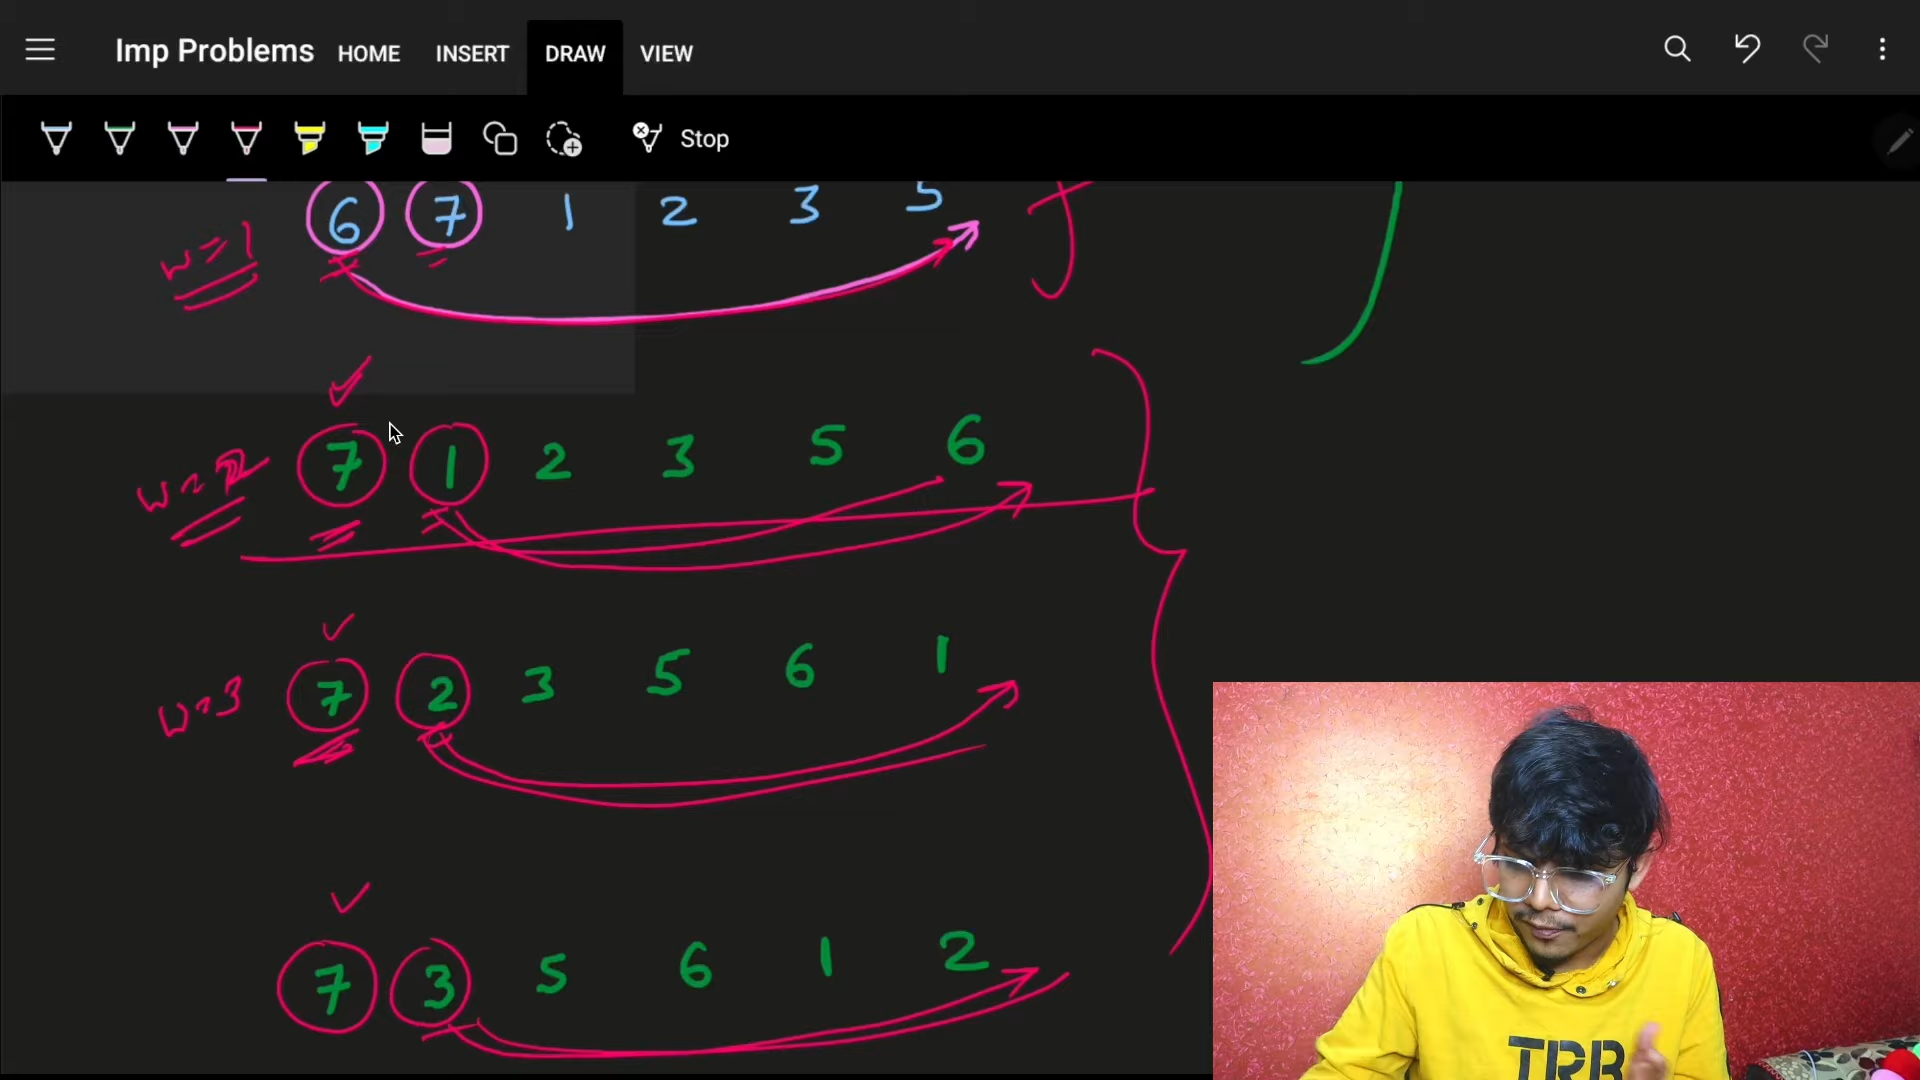 Imp Problems HOME INSERT DRAW VIEW
Stop
w=1 6 7 1 2 3 5
w=2 7 1 2 3 5 6
w=3 7 2 3 5 6 1
7 3 5 6 1 2
TRB